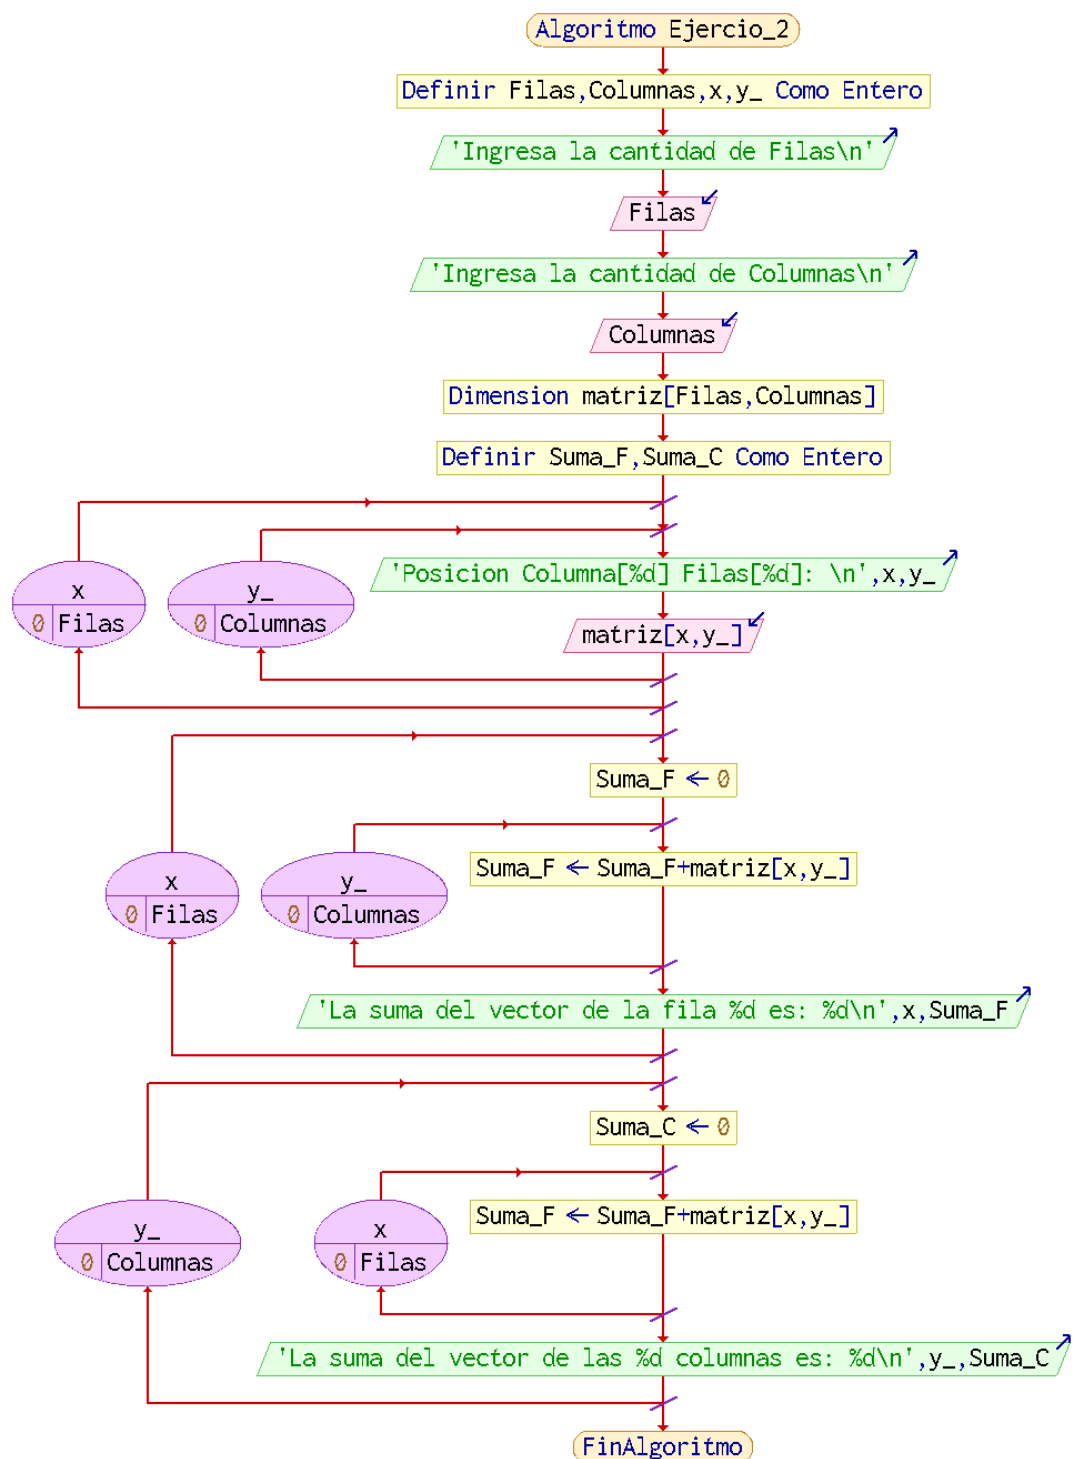 Algoritmo Ejercio_2
Definir Filas,Columnas,x,y_ Como Entero
'Ingresa la cantidad de Filas\n'
Filas
'Ingresa la cantidad de Columnas\n'
Columnas
Dimension matriz[Filas,Columnas]
Definir Suma_F,Suma_C Como Entero
x
0 Filas
y_
0 Columnas
'Posicion Columna[%d] Filas[%d]: \n',x,y_
matriz[x,y_]
Suma_F ← 0
x
0 Filas
y_
0 Columnas
Suma_F ← Suma_F+matriz[x,y_]
'La suma del vector de la fila %d es: %d\n',x,Suma_F
Suma_C ← 0
y_
0 Columnas
x
0 Filas
Suma_F ← Suma_F+matriz[x,y_]
'La suma del vector de las %d columnas es: %d\n',y_,Suma_C
FinAlgoritmo